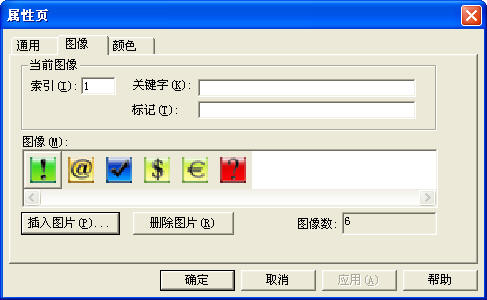 属性页
通用 图像 颜色
当前图像
索引(I): 1 关键字(K):
标记(T):
图像(M):
! @ ✓ $ € ?
插入图片(P)... 删除图片(R) 图像数: 6
确定 取消 应用(A) 帮助